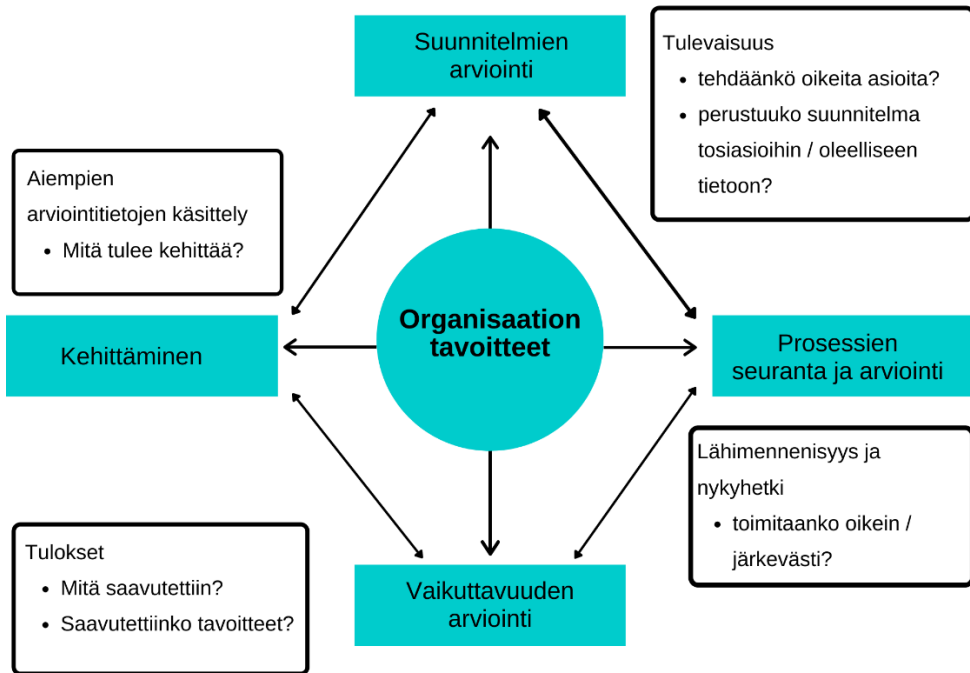 Suunnitelmien
arviointi
Tulevaisuus
• tehdäänkö oikeita asioita?
• perustuuko suunnitelma
tosiasioihin / oleelliseen
tietoon?
Aiempien
arviointitietojen käsittely
• Mitä tulee kehittää?
Organisaation
tavoitteet
Kehittäminen
Prosessien
seuranta ja arviointi
Lähimennenisyys ja
nykyhetki
• toimitaanko oikein /
järkevästi?
Tulokset
• Mitä saavutettiin?
• Saavutettiinko tavoitteet?
Vaikuttavuuden
arviointi